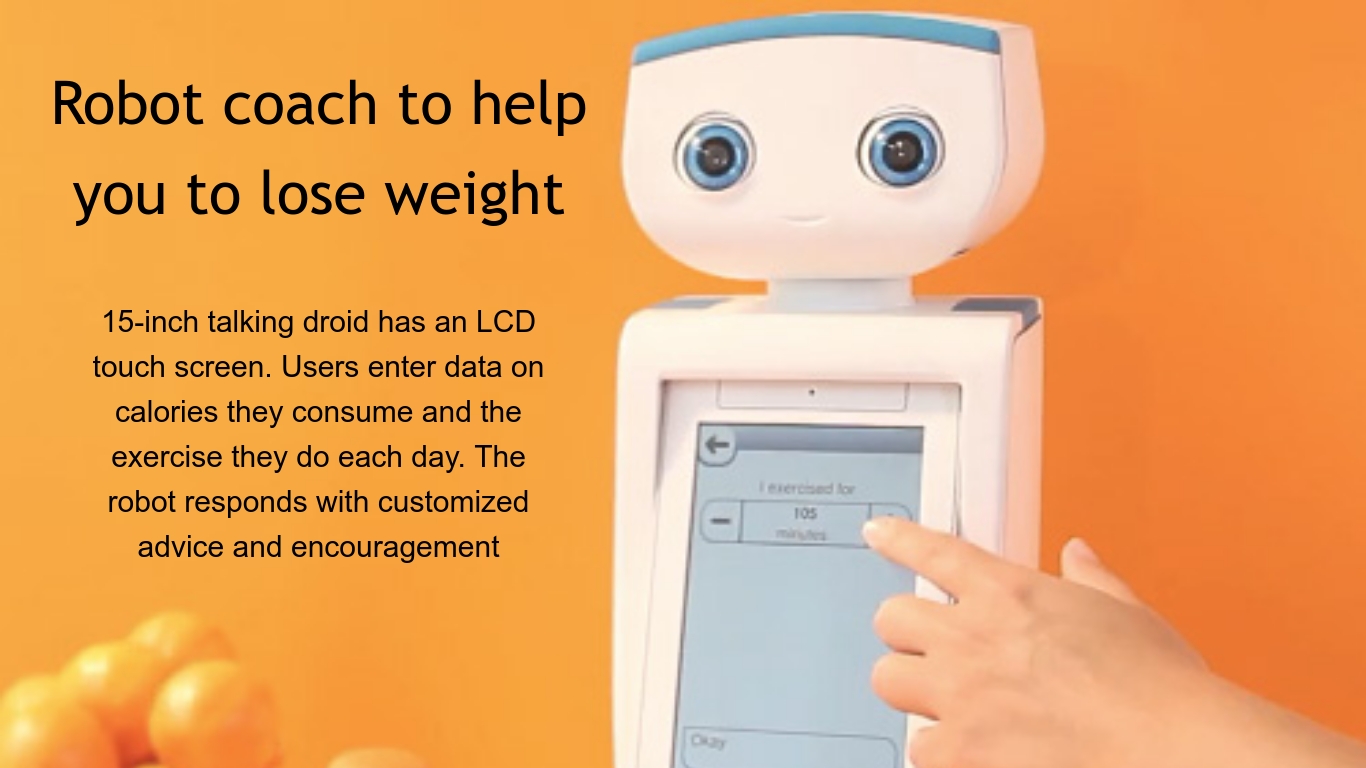 Robot coach to help
you to lose weight
15-inch talking droid has an LCD
touch screen. Users enter data on
calories they consume and the
exercise they do each day. The
robot responds with customized
advice and encouragement
I exercised for
105
minutes
Okay